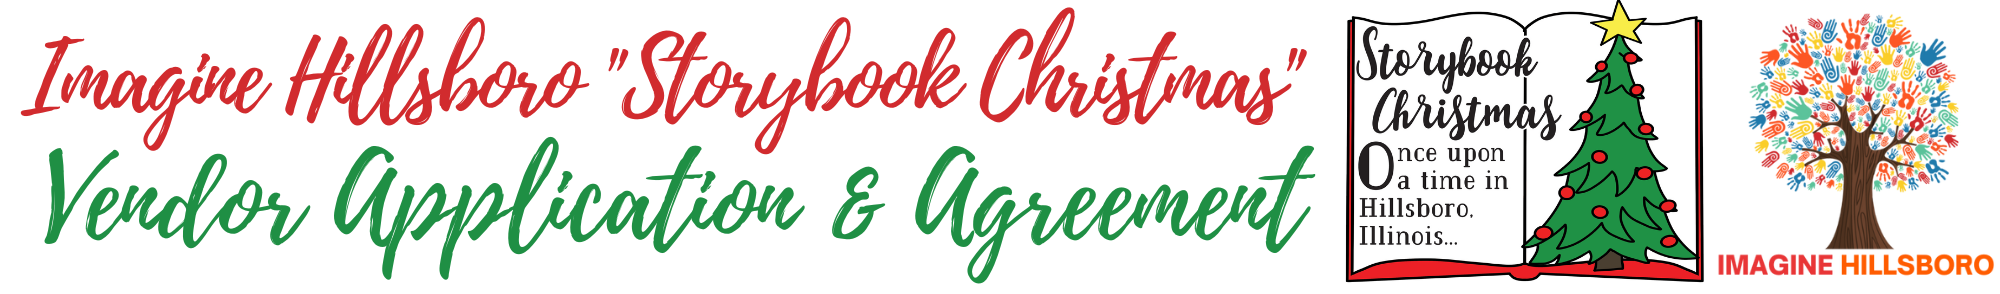 Imagine Hillsboro "Storybook Christmas"
Vendor Application & Agreement
Storybook
Christmas
Once upon
a time in
Hillsboro,
Illinois...
IMAGINE HILLSBORO